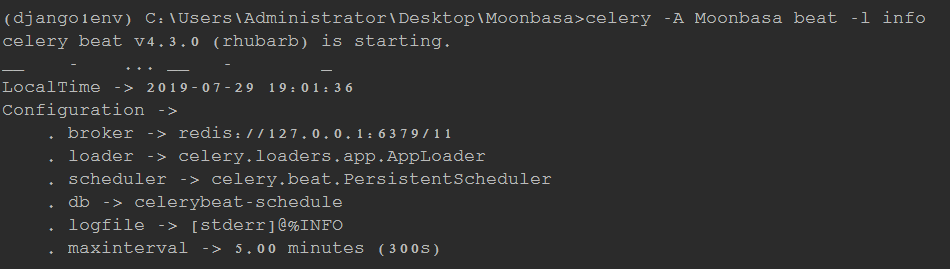 (django1env) C:\Users\Administrator\Desktop\Moonbasa>celery -A Moonbasa beat -l info
celery beat v4.3.0 (rhubarb) is starting.
__    -    ... __   -        _
LocalTime -> 2019-07-29 19:01:36
Configuration ->
    . broker -> redis://127.0.0.1:6379/11
    . loader -> celery.loaders.app.AppLoader
    . scheduler -> celery.beat.PersistentScheduler
    . db -> celerybeat-schedule
    . logfile -> [stderr]@%INFO
    . maxinterval -> 5.00 minutes (300s)